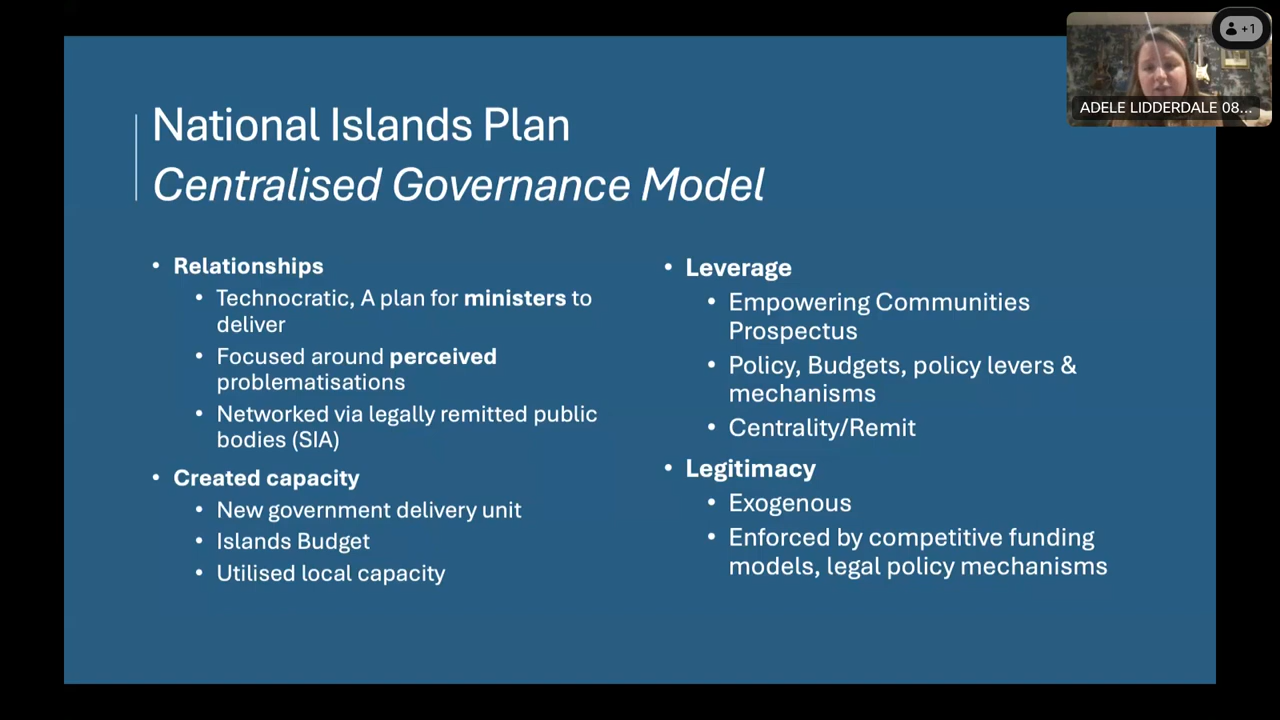 National Islands Plan
Centralised Governance Model
• Relationships
• Technocratic, A plan for ministers to
deliver
• Focused around perceived
problematisations
• Networked via legally remitted public
bodies (SIA)
• Created capacity
• New government delivery unit
• Islands Budget
• Utilised local capacity
• Leverage
• Empowering Communities
Prospectus
• Policy, Budgets, policy levers &
mechanisms
• Centrality/Remit
• Legitimacy
• Exogenous
• Enforced by competitive funding
models, legal policy mechanisms
+1
ADELE LIDDERDALE 08...